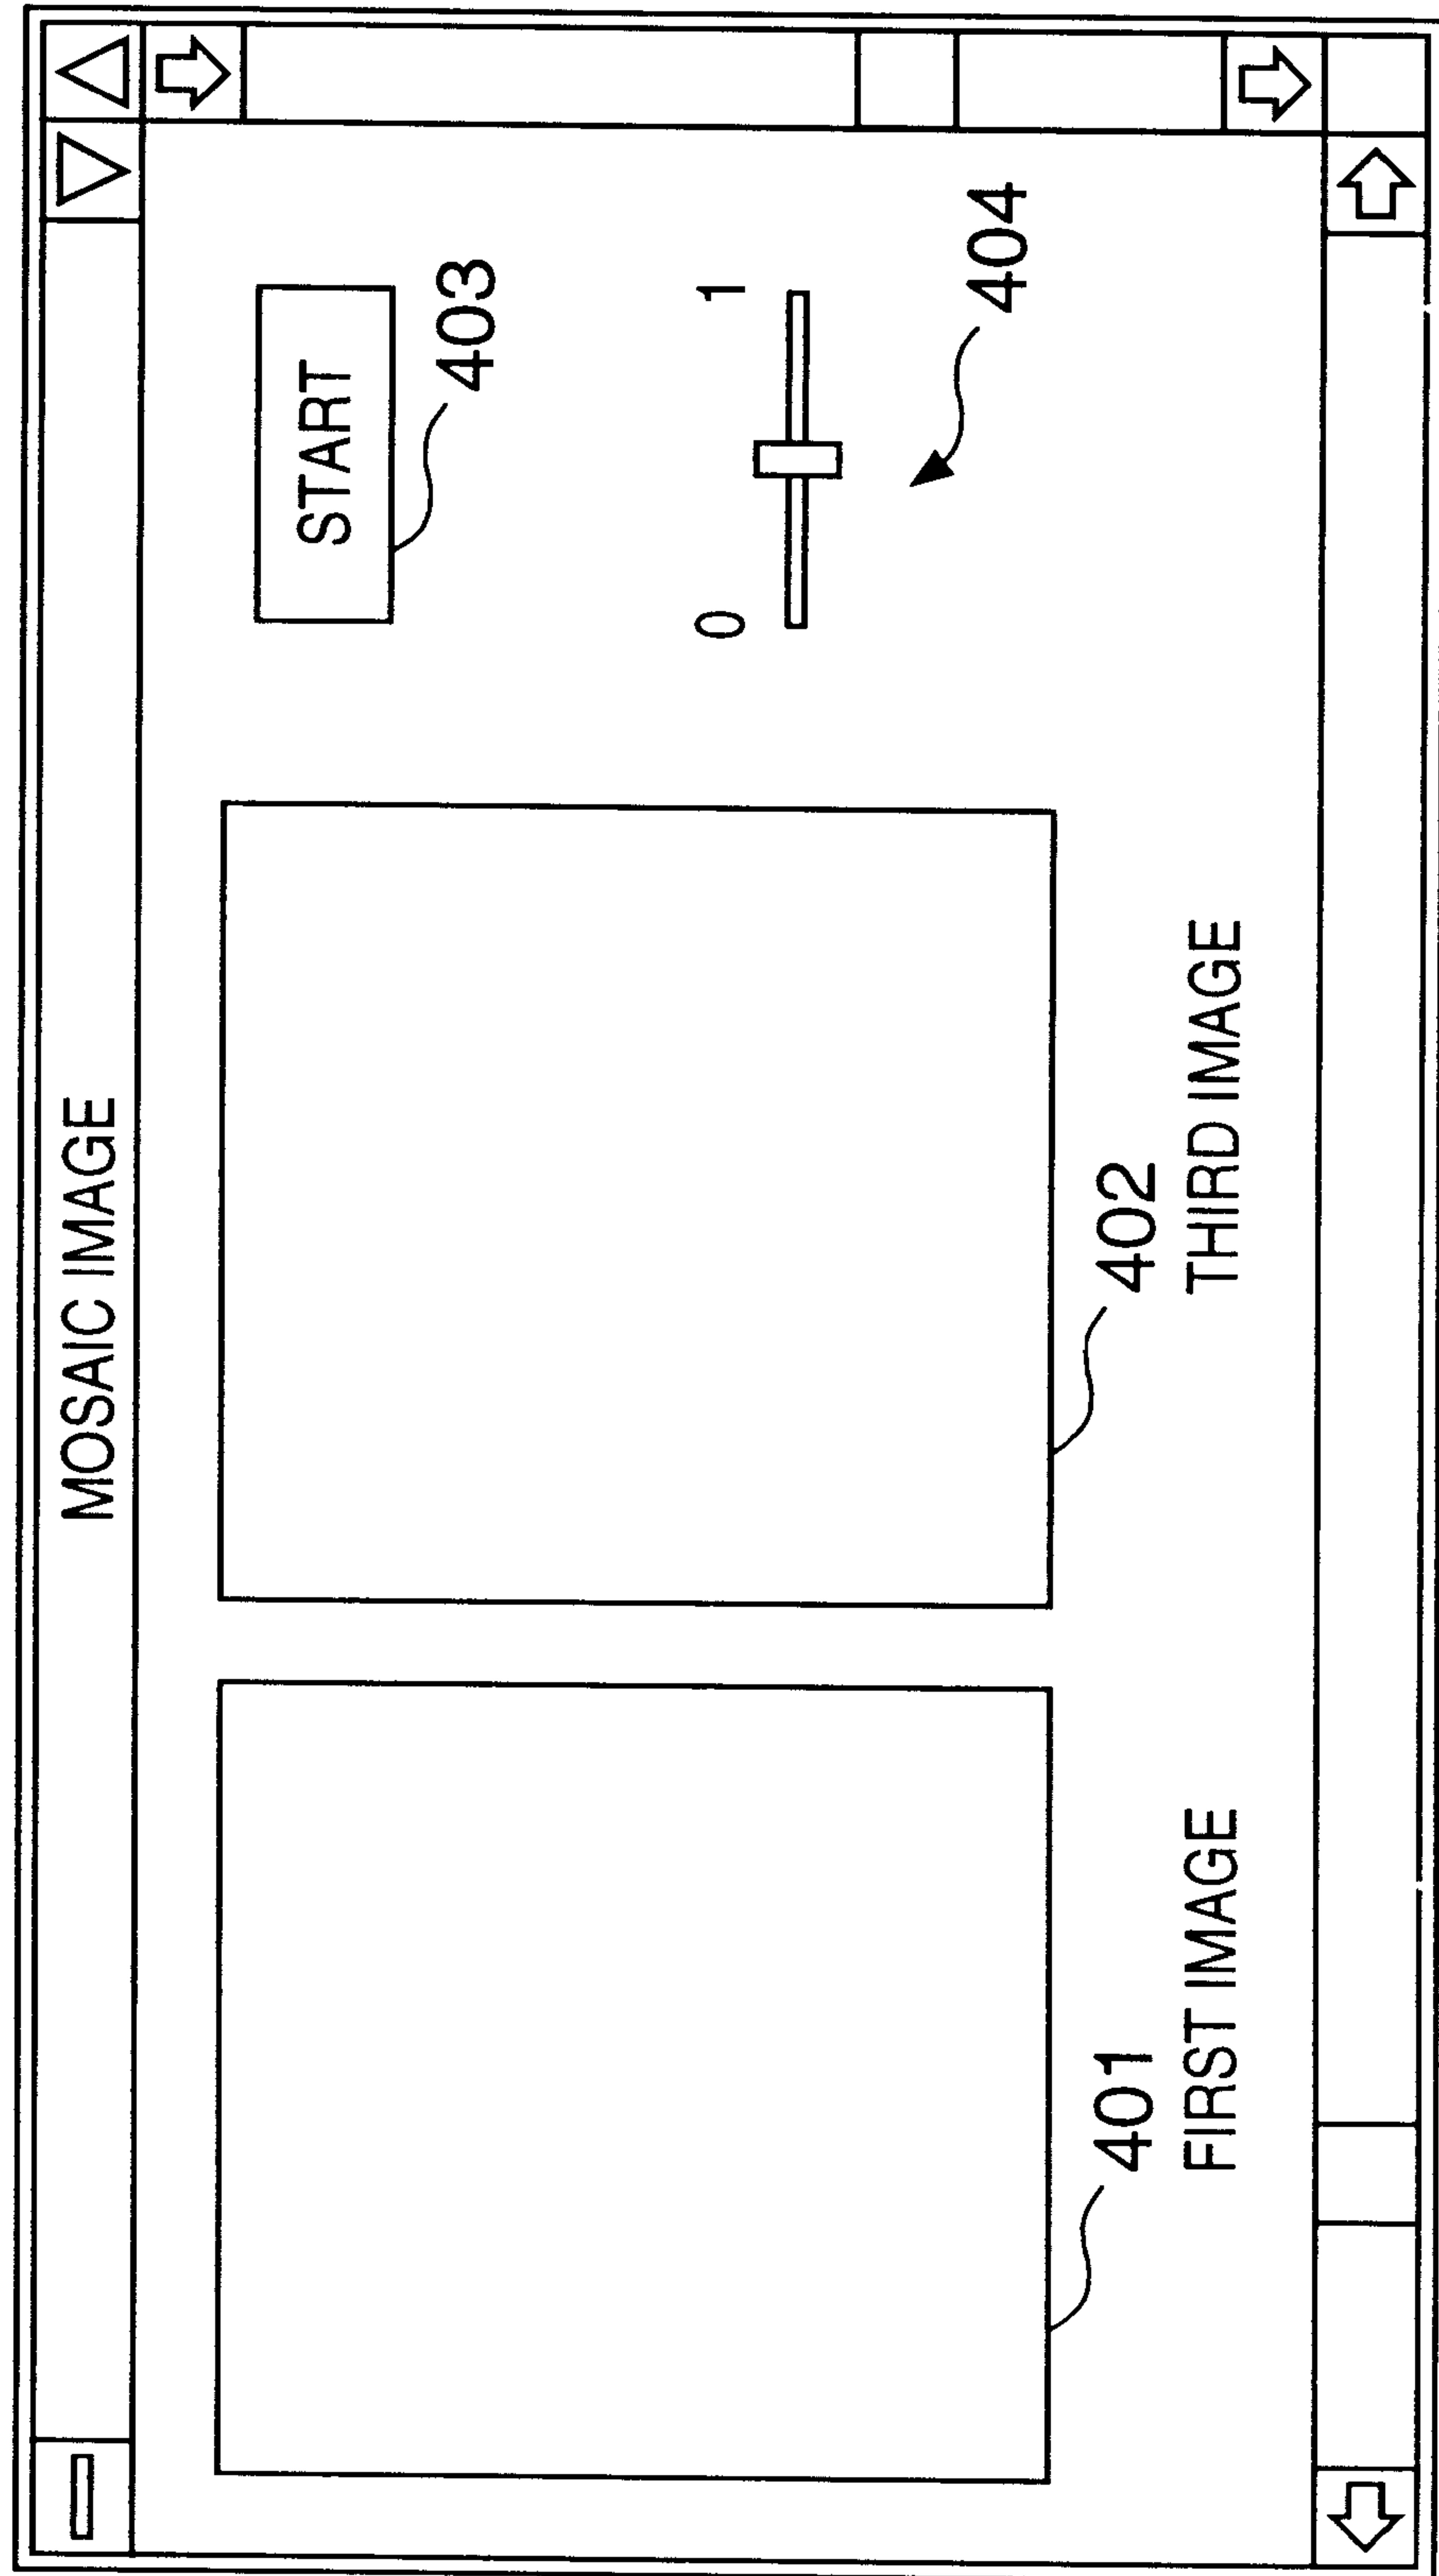 MOSAIC IMAGE
START
403
0 1
404
401
402
FIRST IMAGE
THIRD IMAGE